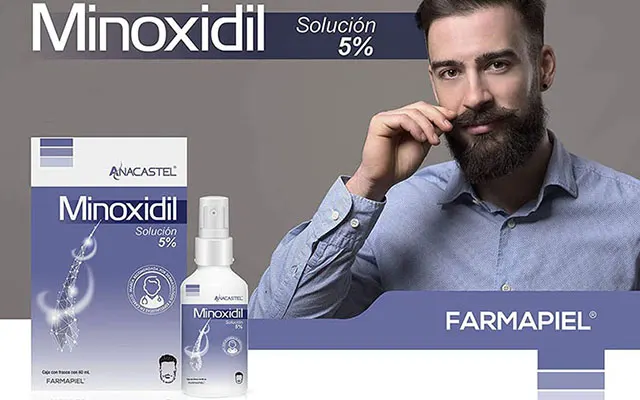 Minoxidil
Solución
5%
ANACASTEL®
Minoxidil
Solución
5%
Caja con frasco con 60 mL
FARMAPIEL®
ANACASTEL®
Minoxidil
Solución
5%
FARMAPIEL®